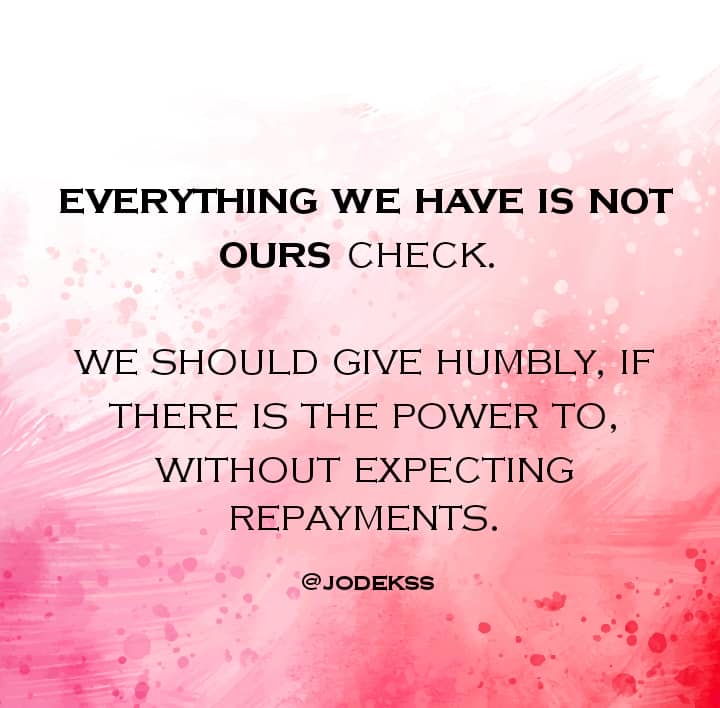 EVERYTHING WE HAVE IS NOT
OURS CHECK.
WE SHOULD GIVE HUMBLY, IF
THERE IS THE POWER TO,
WITHOUT EXPECTING
REPAYMENTS.
@JODEKSS